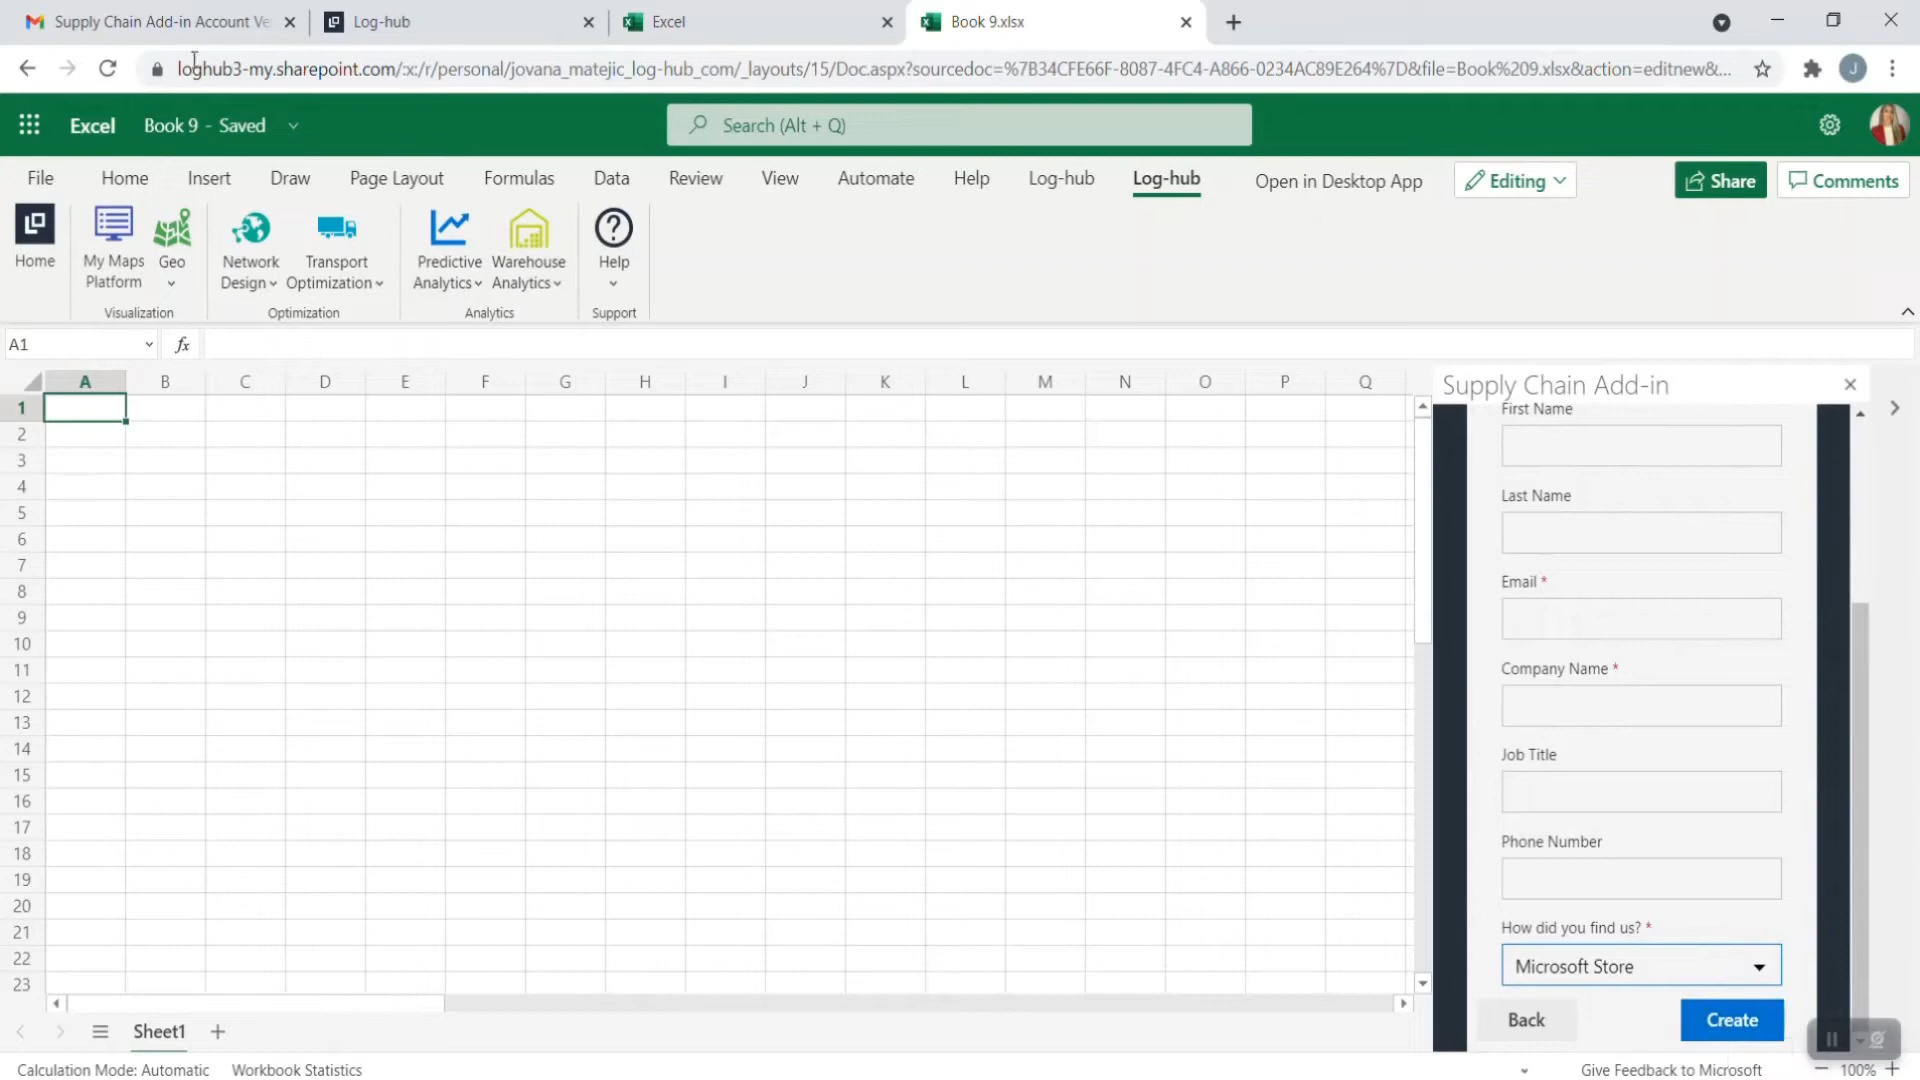 Supply Chain Add-in Account Ve
Log-hub
Excel
Book 9.xlsx
loghub3-my.sharepoint.com/:x:/r/personal/jovana_matejic_log-hub_com/_layouts/15/Doc.aspx?sourcedoc=%7B34CFE66F-8087-4FC4-A866-0234AC89E264%7D&file=Book%209.xlsx&action=editnew&...
J
Excel
Book 9 - Saved
Search (Alt + Q)
File
Home
Insert
Draw
Page Layout
Formulas
Data
Review
View
Automate
Help
Log-hub
Log-hub
Open in Desktop App
Editing
Share
Comments
Home
My Maps
Platform
Geo
Network
Design
Transport
Optimization
Predictive
Analytics
Warehouse
Analytics
Help
Visualization
Optimization
Analytics
Support
A1
fx
A B C D E F G H I J K L M N O P Q
1
2
3
4
5
6
7
8
9
10
11
12
13
14
15
16
17
18
19
20
21
22
23
Supply Chain Add-in
First Name
Last Name
Email *
Company Name *
Job Title
Phone Number
How did you find us? *
Microsoft Store
Back
Create
Sheet1
Calculation Mode: Automatic
Workbook Statistics
Give Feedback to Microsoft
100%